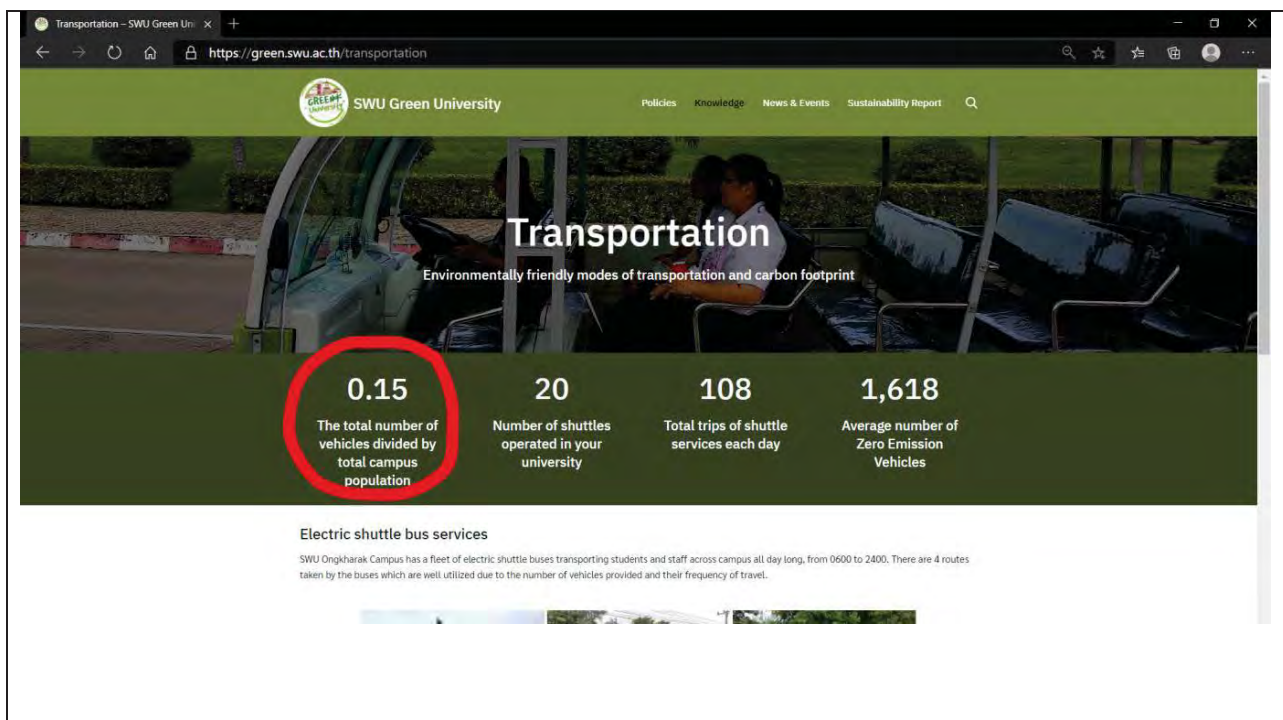 Transportation – SWU Green Uni
https://green.swu.ac.th/transportation
GREEN University
SWU Green University
Policies Knowledge News & Events Sustainability Report
Transportation
Environmentally friendly modes of transportation and carbon footprint
0.15
The total number of
vehicles divided by
total campus
population
20
Number of shuttles
operated in your
university
108
Total trips of shuttle
services each day
1,618
Average number of
Zero Emission
Vehicles
Electric shuttle bus services
SWU Ongkharak Campus has a fleet of electric shuttle buses transporting students and staff across campus all day long, from 0600 to 2400. There are 4 routes
taken by the buses which are well utilized due to the number of vehicles provided and their frequency of travel.